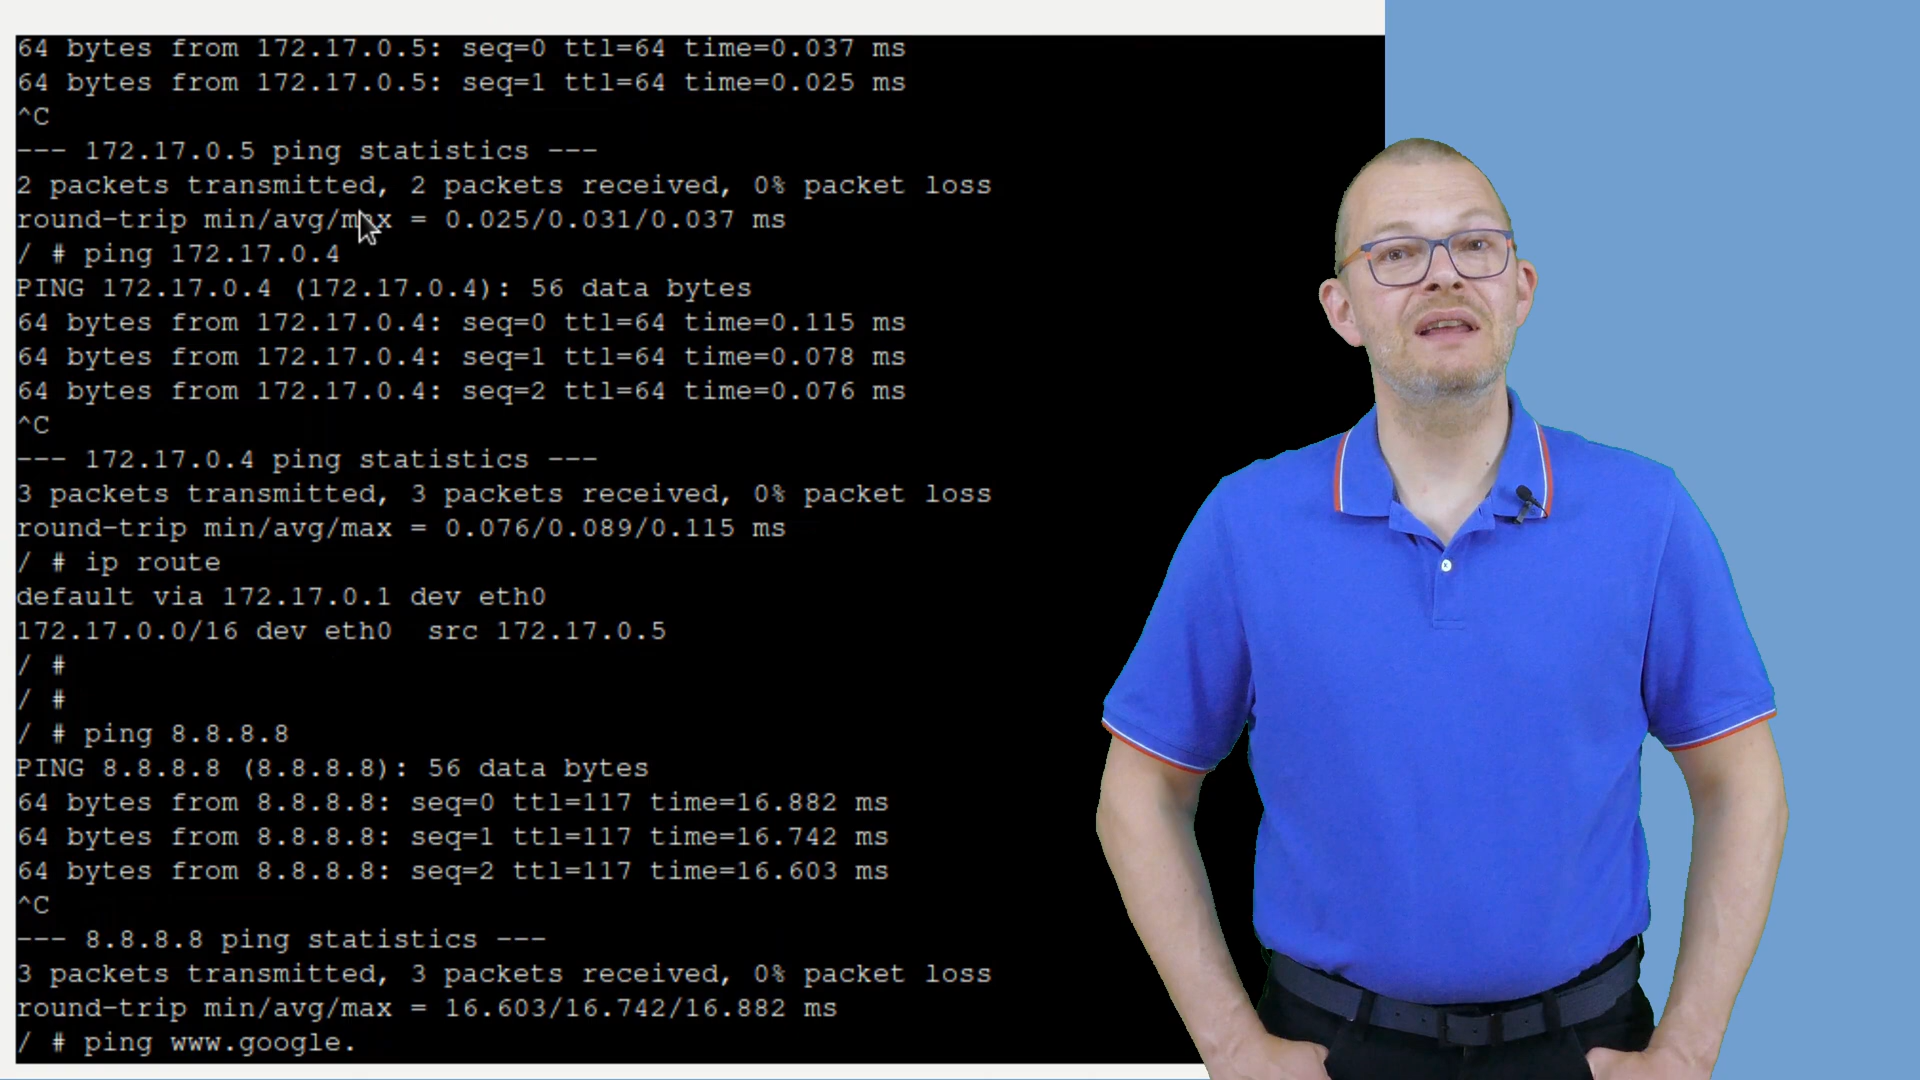 64 bytes from 172.17.0.5: seq=0 ttl=64 time=0.037 ms
64 bytes from 172.17.0.5: seq=1 ttl=64 time=0.025 ms
^C
--- 172.17.0.5 ping statistics ---
2 packets transmitted, 2 packets received, 0% packet loss
round-trip min/avg/max = 0.025/0.031/0.037 ms
/ # ping 172.17.0.4
PING 172.17.0.4 (172.17.0.4): 56 data bytes
64 bytes from 172.17.0.4: seq=0 ttl=64 time=0.115 ms
64 bytes from 172.17.0.4: seq=1 ttl=64 time=0.078 ms
64 bytes from 172.17.0.4: seq=2 ttl=64 time=0.076 ms
^C
--- 172.17.0.4 ping statistics ---
3 packets transmitted, 3 packets received, 0% packet loss
round-trip min/avg/max = 0.076/0.089/0.115 ms
/ # ip route
default via 172.17.0.1 dev eth0
172.17.0.0/16 dev eth0  src 172.17.0.5
/ #
/ #
/ # ping 8.8.8.8
PING 8.8.8.8 (8.8.8.8): 56 data bytes
64 bytes from 8.8.8.8: seq=0 ttl=117 time=16.882 ms
64 bytes from 8.8.8.8: seq=1 ttl=117 time=16.742 ms
64 bytes from 8.8.8.8: seq=2 ttl=117 time=16.603 ms
^C
--- 8.8.8.8 ping statistics ---
3 packets transmitted, 3 packets received, 0% packet loss
round-trip min/avg/max = 16.603/16.742/16.882 ms
/ # ping www.google.